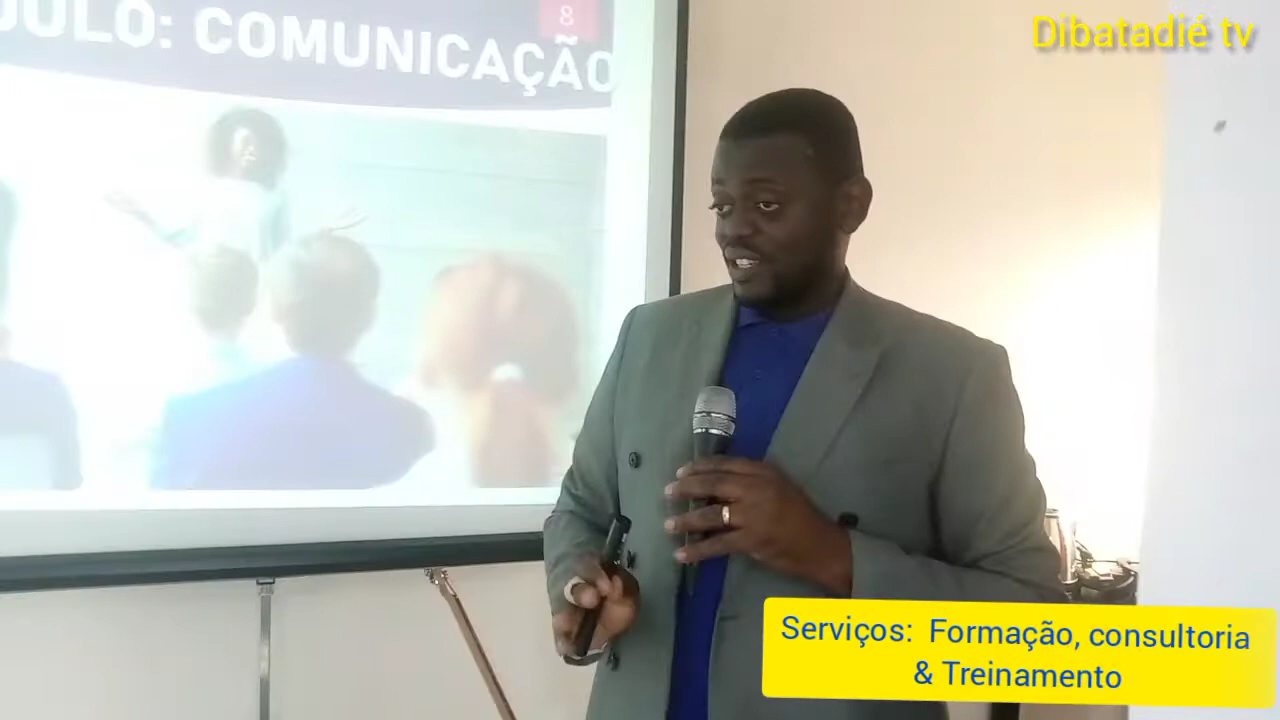 8
COMUNICAÇÃO
Dibatadié tv
Serviços: Formação, consultoria
& Treinamento